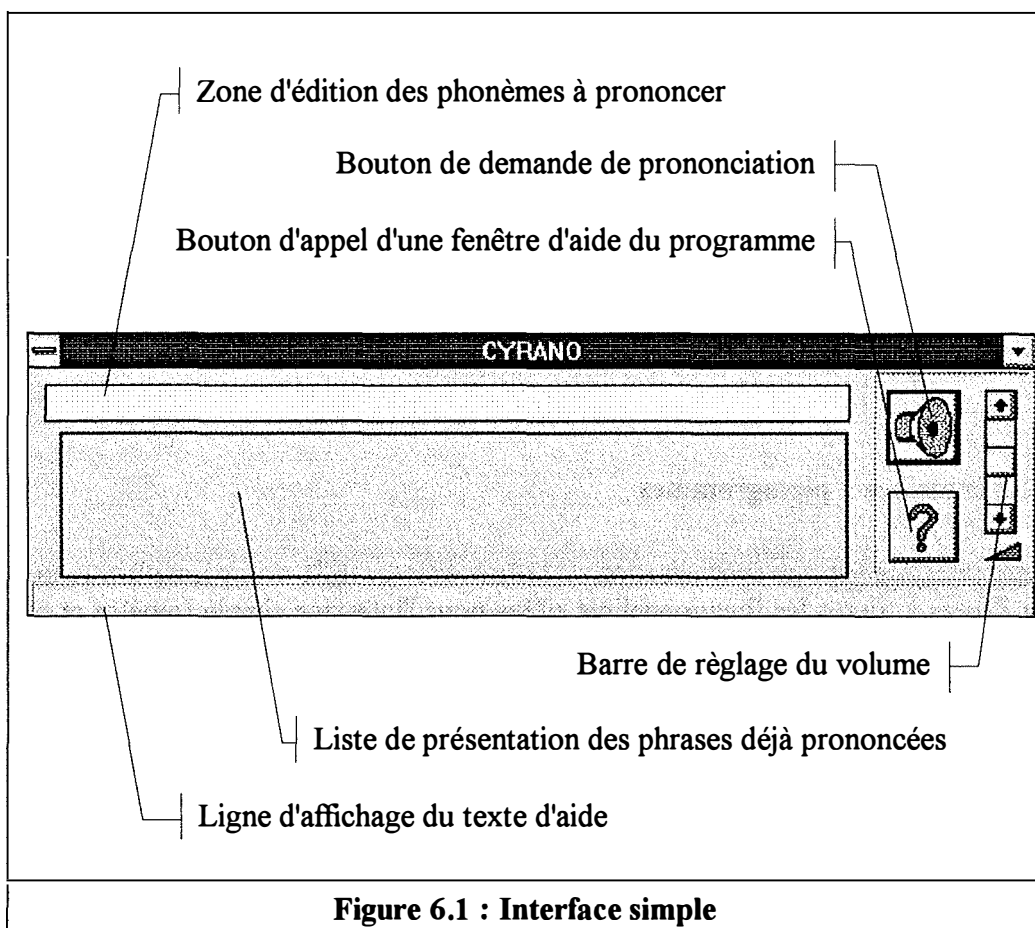 Zone d'édition des phonèmes à prononcer
Bouton de demande de prononciation
Bouton d'appel d'une fenêtre d'aide du programme
CYRANO
?
Barre de règlage du volume
Liste de présentation des phrases déjà prononcées
Ligne d'affichage du texte d'aide
Figure 6.1 : Interface simple